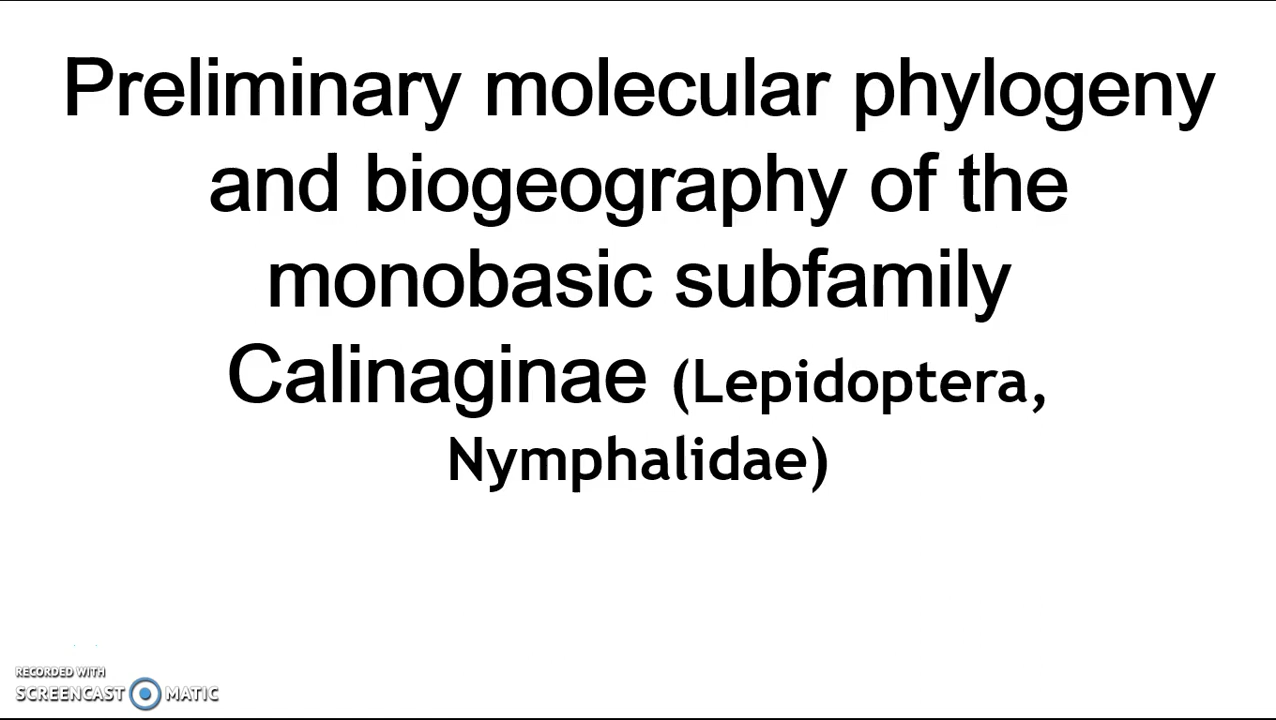 Preliminary molecular phylogeny
and biogeography of the
monobasic subfamily
Calinaginae (Lepidoptera,
Nymphalidae)
RECORDED WITH
SCREENCAST MATIC